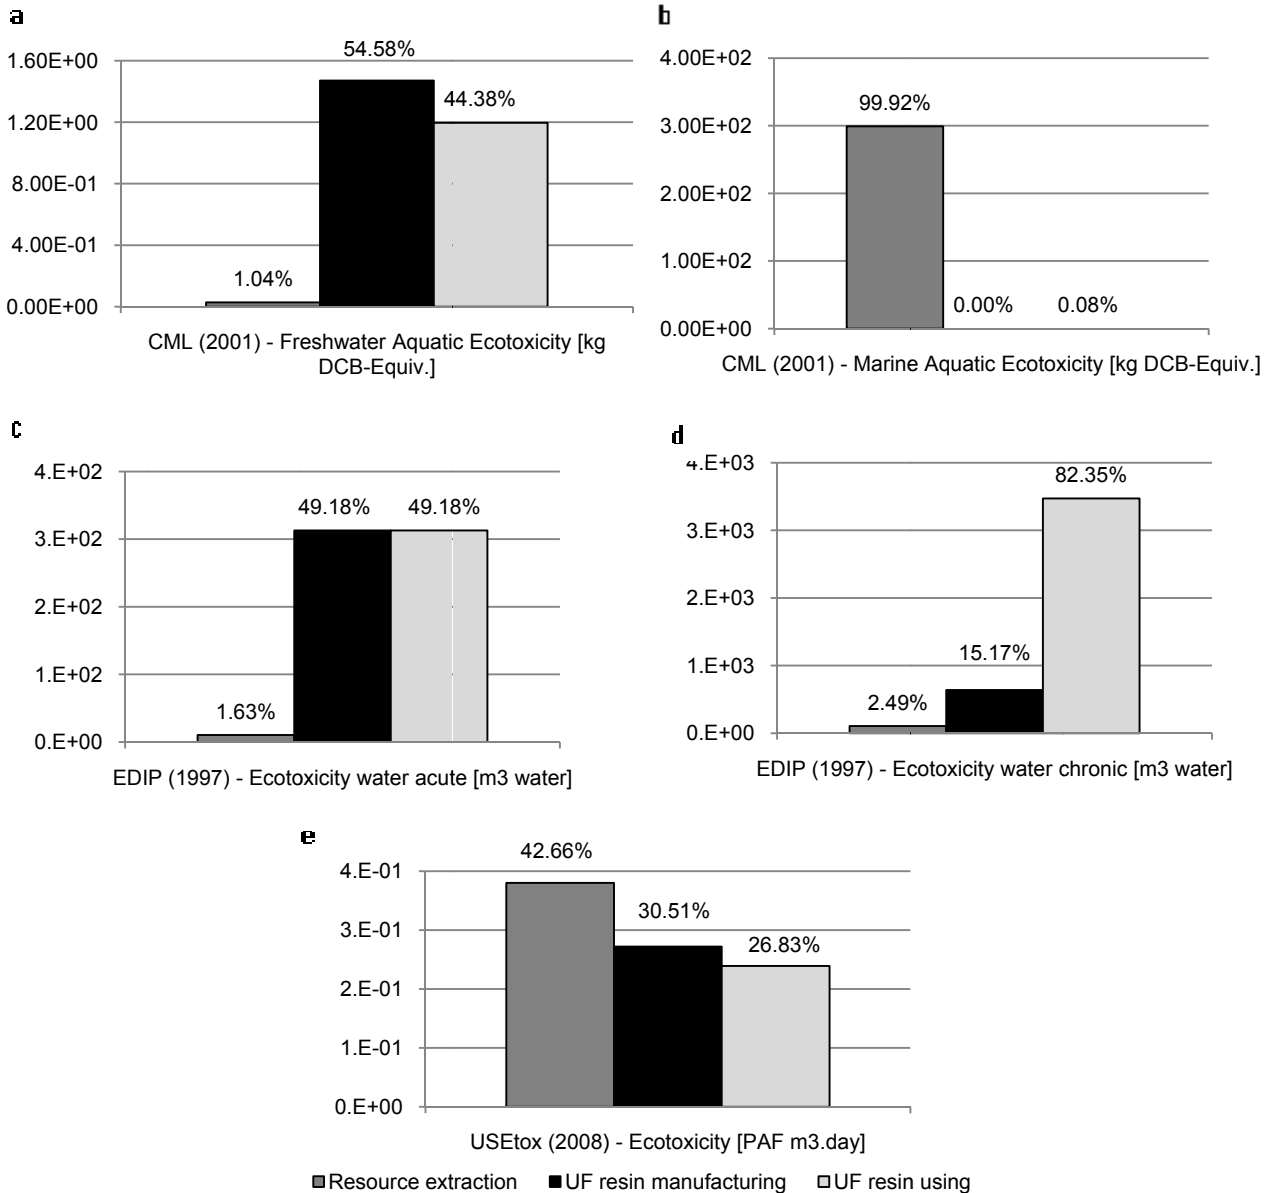 a
54.58%
1.60E+00
44.38%
1.20E+00
8.00E-01
4.00E-01
1.04%
0.00E+00
CML (2001) - Freshwater Aquatic Ecotoxicity [kg
DCB-Equiv.]
b
4.00E+02
99.92%
3.00E+02
2.00E+02
1.00E+02
0.00%
0.08%
0.00E+00
CML (2001) - Marine Aquatic Ecotoxicity [kg DCB-Equiv.]
c
4.E+02
49.18%
49.18%
3.E+02
2.E+02
1.E+02
1.63%
0.E+00
EDIP (1997) - Ecotoxicity water acute [m3 water]
d
4.E+03
82.35%
3.E+03
2.E+03
1.E+03
15.17%
2.49%
0.E+00
EDIP (1997) - Ecotoxicity water chronic [m3 water]
e
42.66%
4.E-01
30.51%
3.E-01
26.83%
2.E-01
1.E-01
0.E+00
USEtox (2008) - Ecotoxicity [PAF m3.day]
Resource extraction
UF resin manufacturing
UF resin using